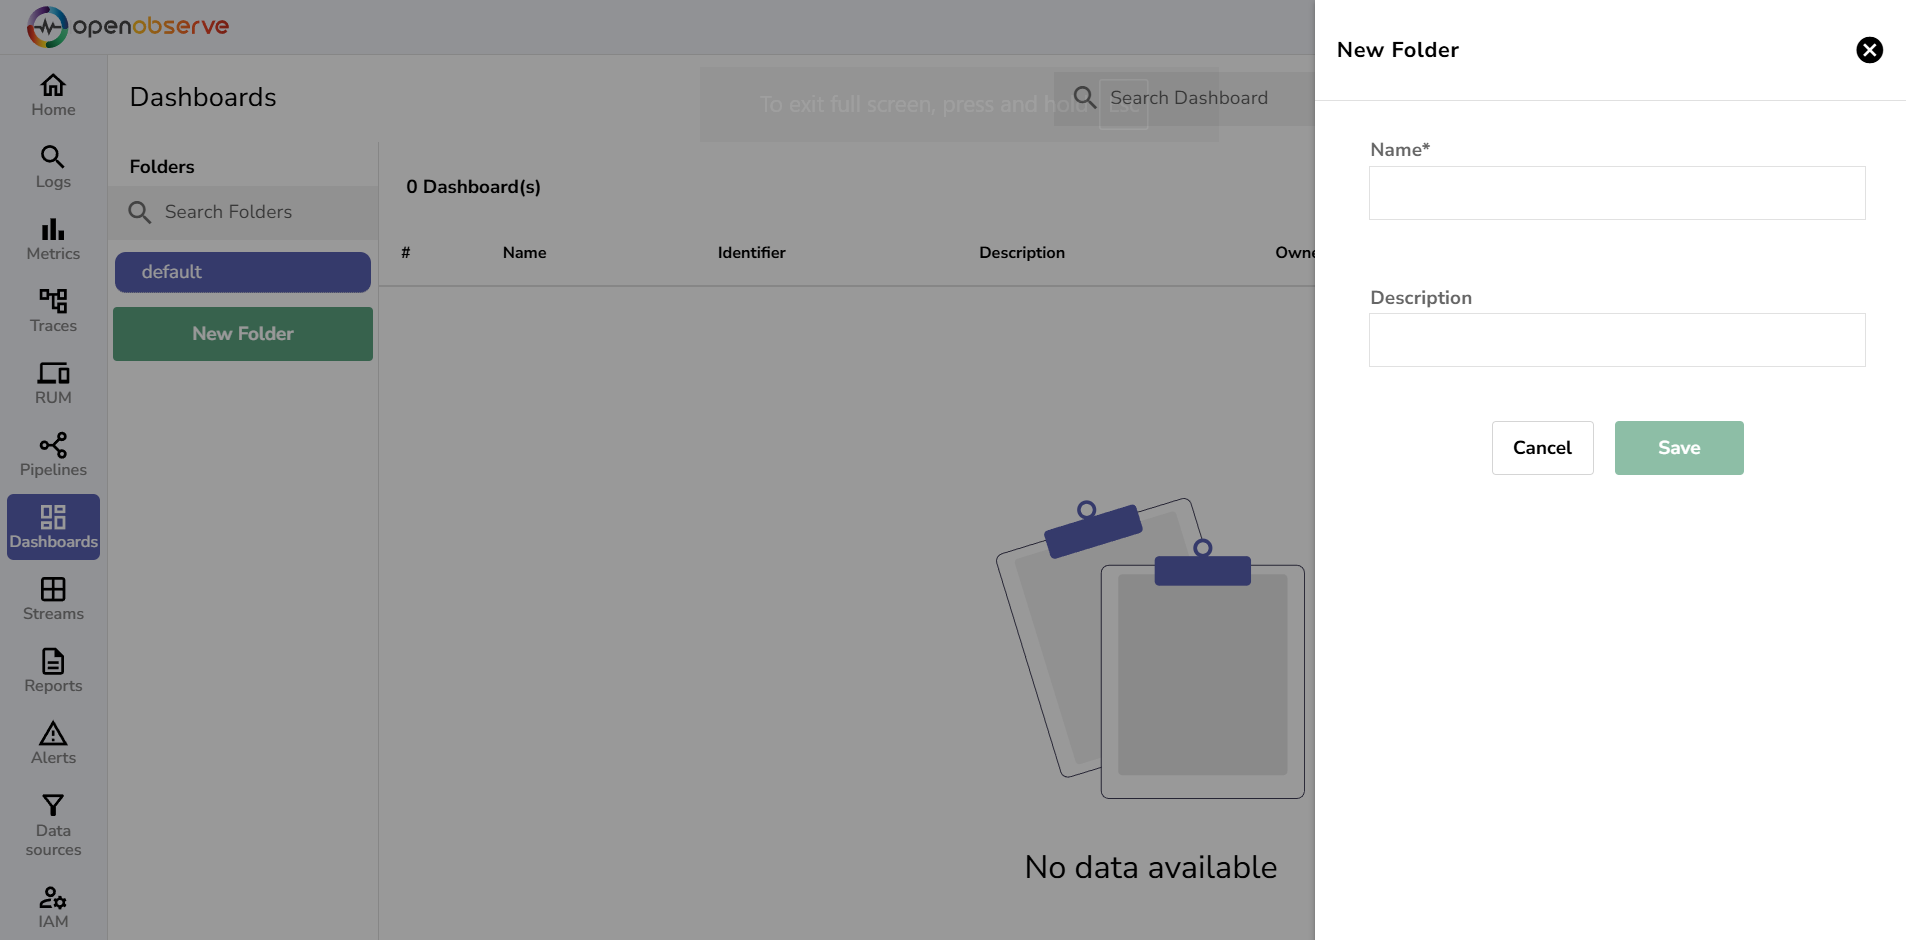 openobserve
Home
Logs
Metrics
Traces
RUM
Pipelines
Dashboards
Streams
Reports
Alerts
Data
sources
IAM
Dashboards
To exit full screen, press and hold Esc
Search Dashboard
Folders
Search Folders
default
New Folder
0 Dashboard(s)
# Name Identifier Description Owne
No data available
New Folder
Name*
Description
Cancel Save